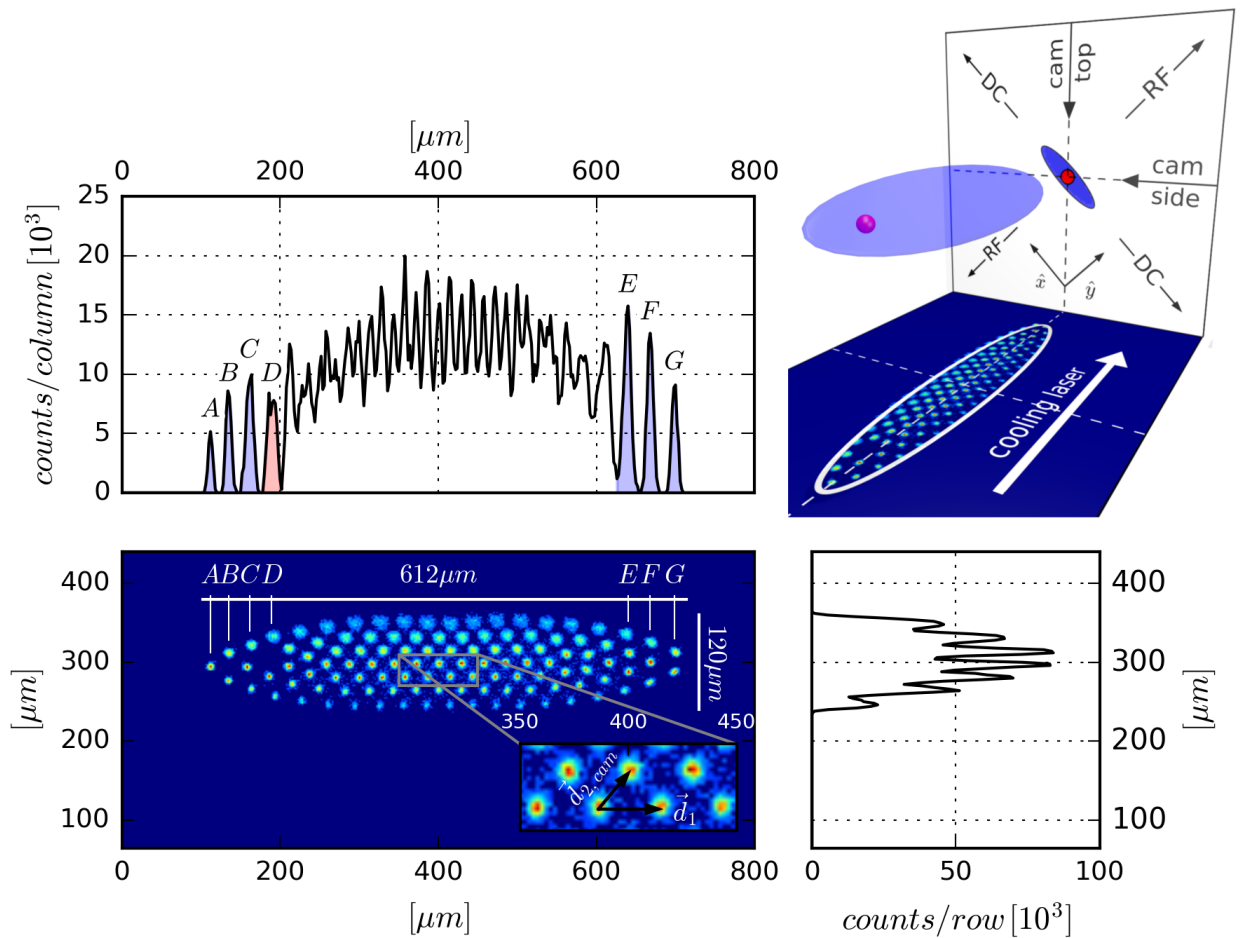 [μm]
0 200 400 600 800
25
20
15
10
5
0
counts/column [10³]
A
B
C
D
E
F
G
cam
top
DC
RF
cam
side
RF
DC
x̂
ŷ
cooling laser
400
300
200
100
[μm]
ABCD 612μm EFG
120μm
350 400 450
d⃗2,cam
d⃗1
0 200 400 600 800
[μm]
400
300
200
100
[μm]
0 50 100
counts/row [10³]